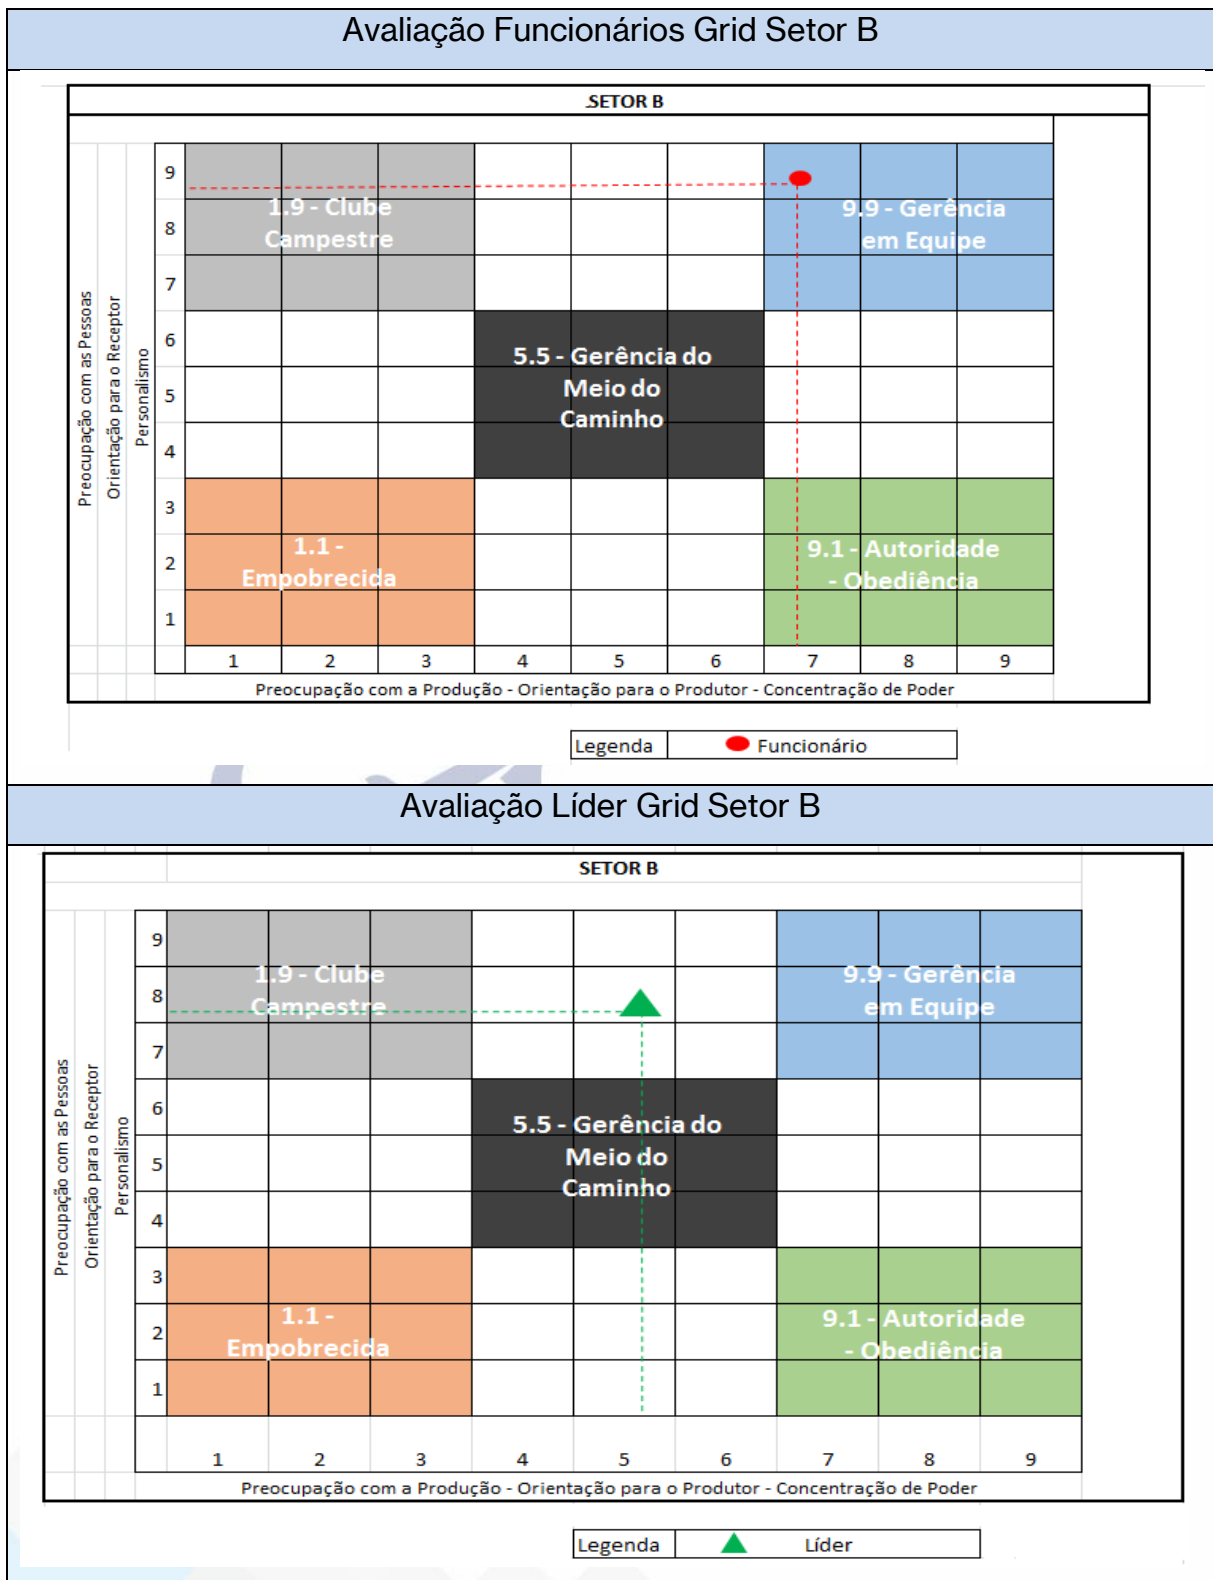 Avaliação Funcionários Grid Setor B
SETOR B
Preocupação com as Pessoas
Orientação para o Receptor
Personalismo
9
8
7
6
5
4
3
2
1
1.9 - Clube
Campestre
9.9 - Gerência
em Equipe
5.5 - Gerência do
Meio do
Caminho
1.1 -
Empobrecida
9.1 - Autoridade
- Obediência
1 2 3 4 5 6 7 8 9
Preocupação com a Produção - Orientação para o Produtor - Concentração de Poder
Legenda Funcionário
Avaliação Líder Grid Setor B
SETOR B
Preocupação com as Pessoas
Orientação para o Receptor
Personalismo
9
8
7
6
5
4
3
2
1
1.9 - Clube
Campestre
9.9 - Gerência
em Equipe
5.5 - Gerência do
Meio do
Caminho
1.1 -
Empobrecida
9.1 - Autoridade
- Obediência
1 2 3 4 5 6 7 8 9
Preocupação com a Produção - Orientação para o Produtor - Concentração de Poder
Legenda Líder